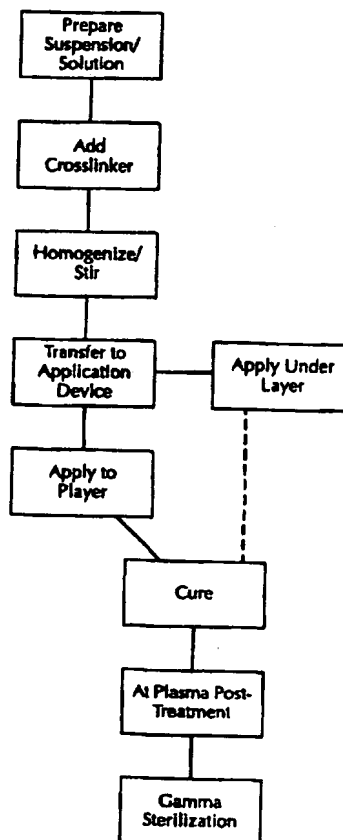 Prepare
Suspension/
Solution
Add
Crosslinker
Homogenize/
Stir
Transfer to
Application
Device
Apply Under
Layer
Apply to
Player
Cure
At Plasma Post-
Treatment
Gamma
Sterilization